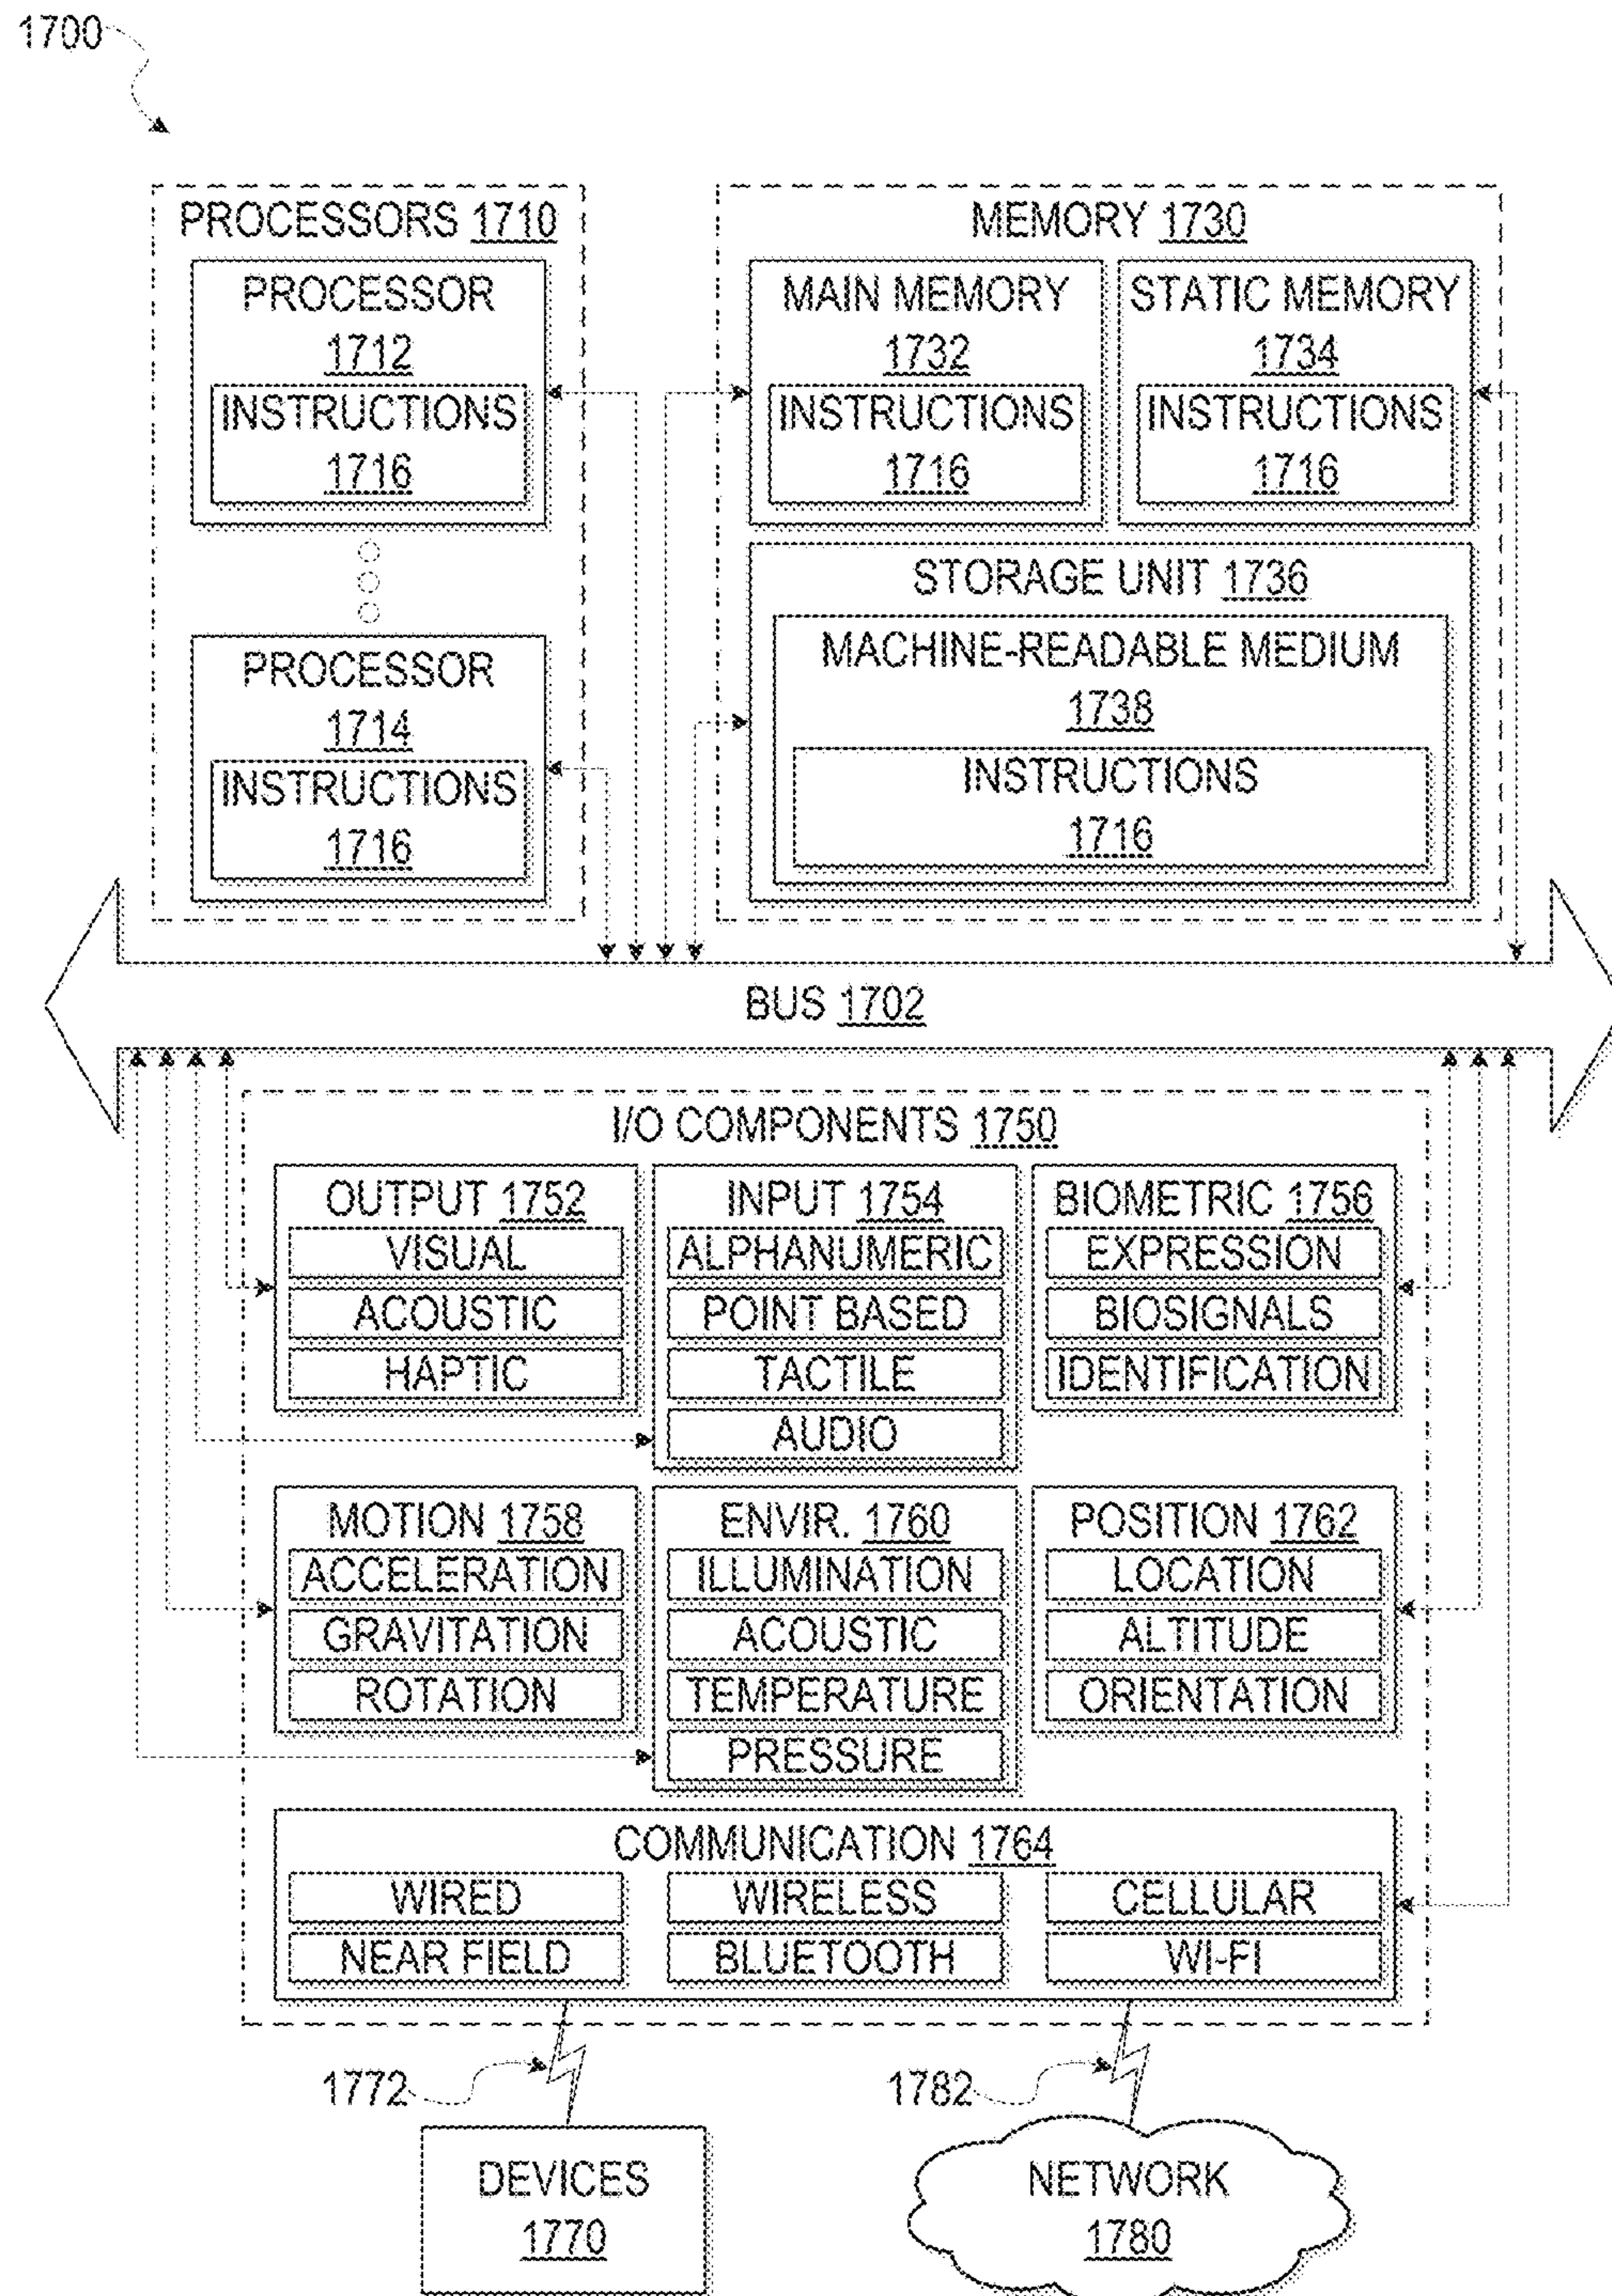 1700
PROCESSORS 1710
PROCESSOR
1712
INSTRUCTIONS
1716
PROCESSOR
1714
INSTRUCTIONS
1716
MEMORY 1730
MAIN MEMORY
1732
INSTRUCTIONS
1716
STATIC MEMORY
1734
INSTRUCTIONS
1716
STORAGE UNIT 1736
MACHINE-READABLE MEDIUM
1738
INSTRUCTIONS
1716
BUS 1702
I/O COMPONENTS 1750
OUTPUT 1752
VISUAL
ACOUSTIC
HAPTIC
INPUT 1754
ALPHANUMERIC
POINT BASED
TACTILE
AUDIO
BIOMETRIC 1756
EXPRESSION
BIOSIGNALS
IDENTIFICATION
MOTION 1758
ACCELERATION
GRAVITATION
ROTATION
ENVIR. 1760
ILLUMINATION
ACOUSTIC
TEMPERATURE
PRESSURE
POSITION 1762
LOCATION
ALTITUDE
ORIENTATION
COMMUNICATION 1764
WIRED
WIRELESS
CELLULAR
NEAR FIELD
BLUETOOTH
WI-FI
1772
1782
DEVICES
1770
NETWORK
1780